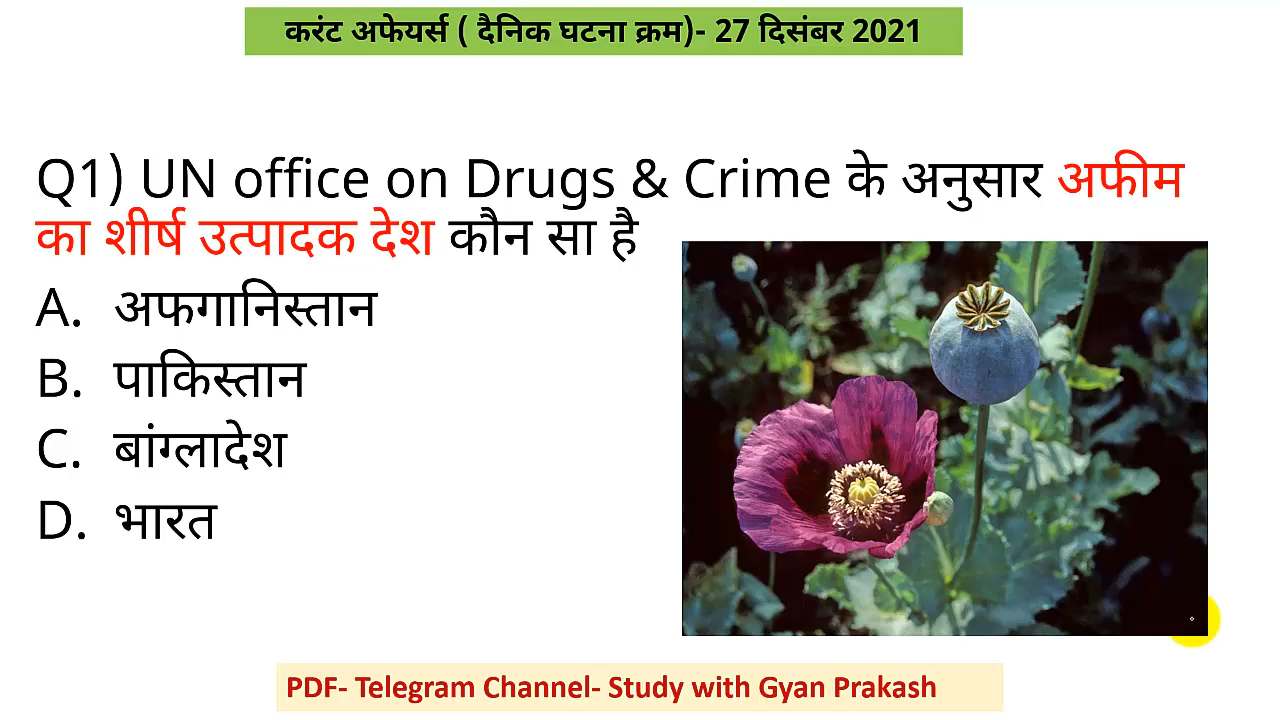 करंट अफेयर्स ( दैनिक घटना क्रम)- 27 दिसंबर 2021
Q1) UN office on Drugs & Crime के अनुसार अफीम
का शीर्ष उत्पादक देश कौन सा है
A. अफगानिस्तान
B. पाकिस्तान
C. बांग्लादेश
D. भारत
PDF- Telegram Channel- Study with Gyan Prakash